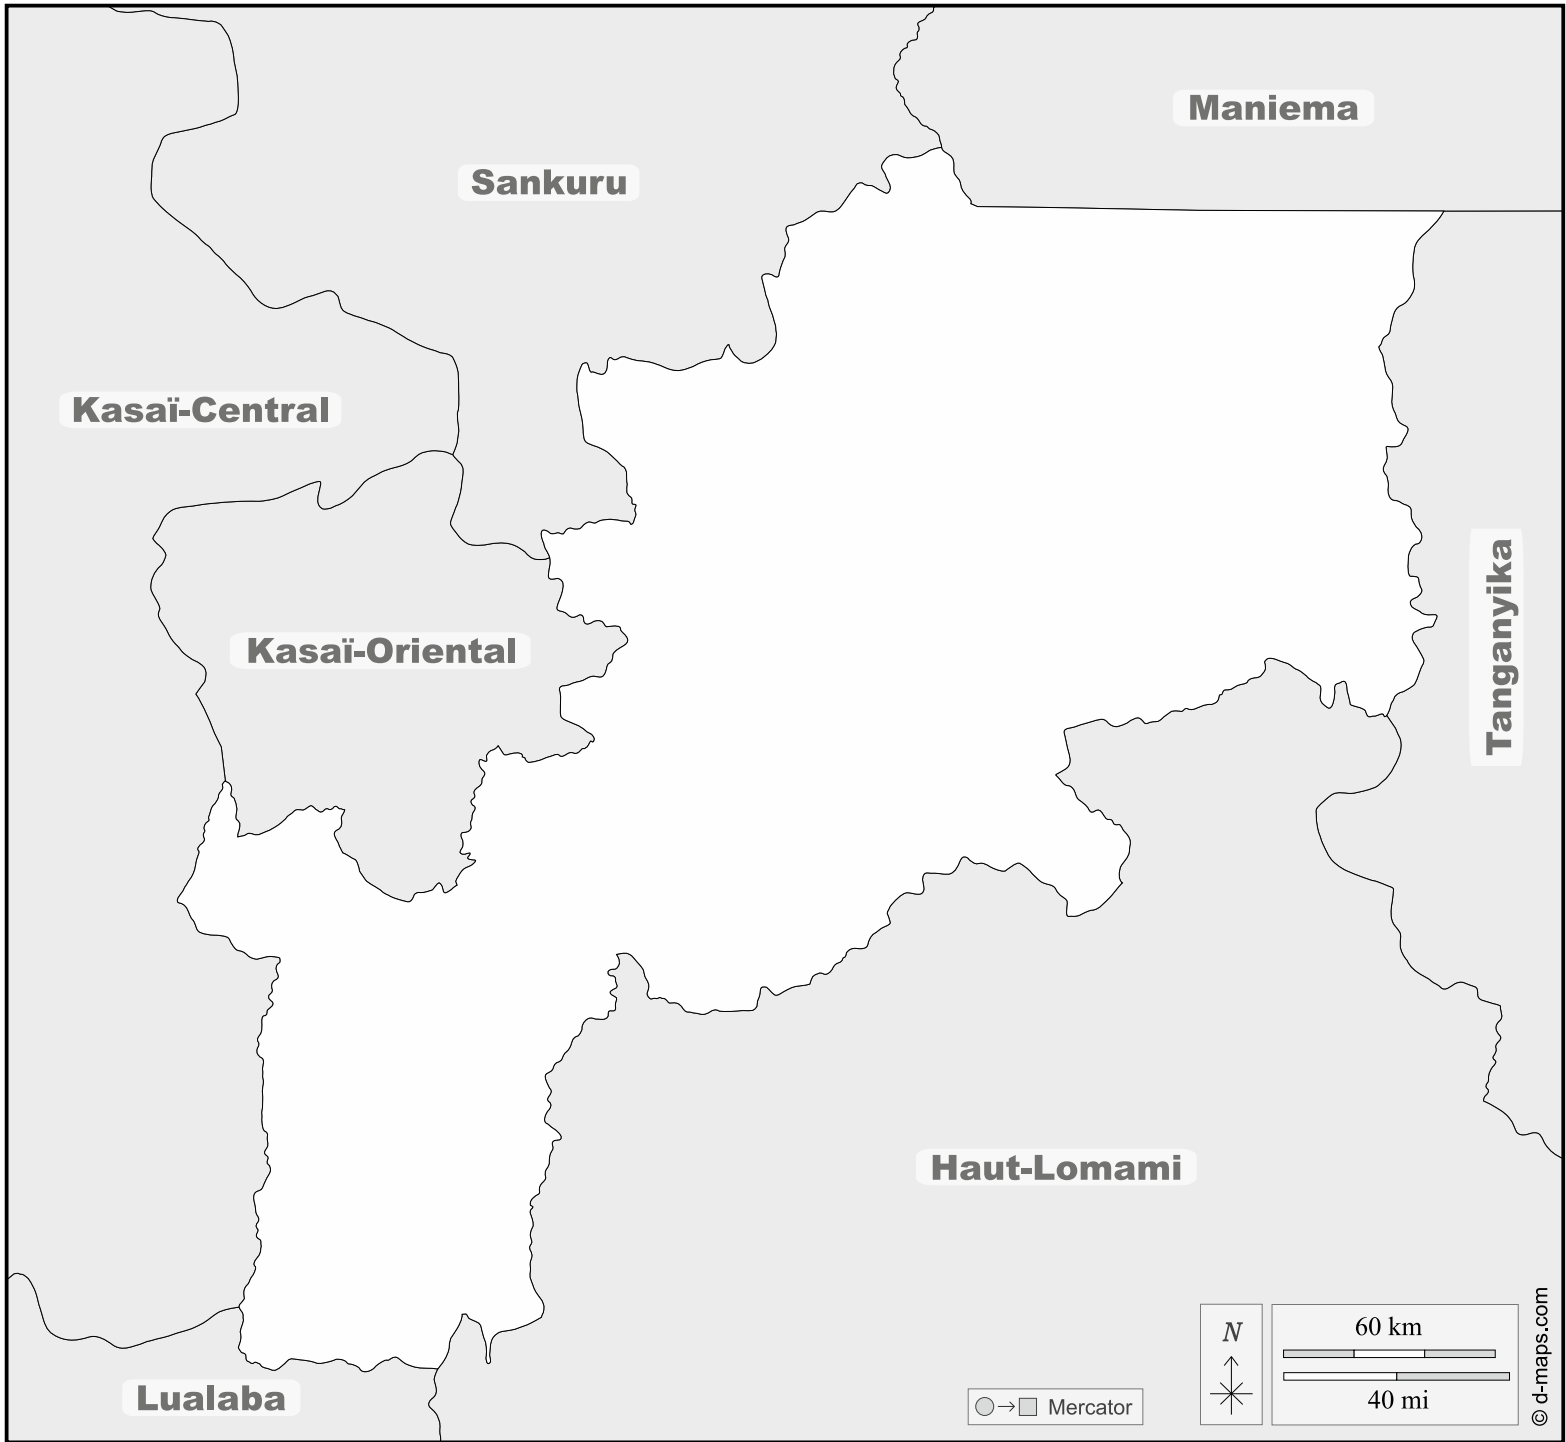 Maniema
Sankuru
Kasaï-Central
Kasaï-Oriental
Tanganyika
Haut-Lomami
Lualaba
Mercator
N
60 km
40 mi
© d-maps.com